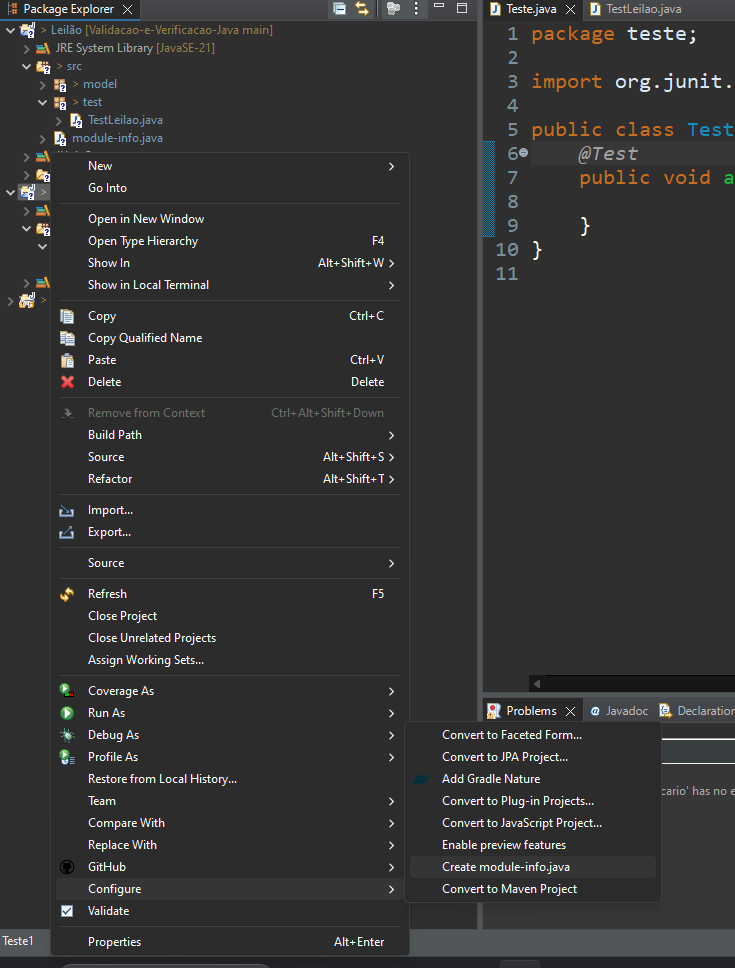 Package Explorer
> Leilão [Validacao-e-Verificacao-Java main]
JRE System Library [JavaSE-21]
> src
> model
> test
TestLeilao.java
module-info.java
New
Go Into
Open in New Window
Open Type Hierarchy F4
Show In Alt+Shift+W >
Show in Local Terminal
Copy Ctrl+C
Copy Qualified Name
Paste Ctrl+V
Delete Delete
Remove from Context Ctrl+Alt+Shift+Down
Build Path
Source Alt+Shift+S >
Refactor Alt+Shift+T >
Import...
Export...
Source
Refresh F5
Close Project
Close Unrelated Projects
Assign Working Sets...
Coverage As
Run As
Debug As
Profile As
Restore from Local History...
Team
Compare With
Replace With
GitHub
Configure
Validate
Properties Alt+Enter
Convert to Faceted Form...
Convert to JPA Project...
Add Gradle Nature
Convert to Plug-in Projects...
Convert to JavaScript Project...
Enable preview features
Create module-info.java
Convert to Maven Project
Teste.java
TestLeilao.java
1 package teste;
2
3 import org.junit.
4
5 public class Test
6 @Test
7 public void a
8
9 }
10 }
11
Problems
@ Javadoc
Declaration
cario' has no e
Teste1